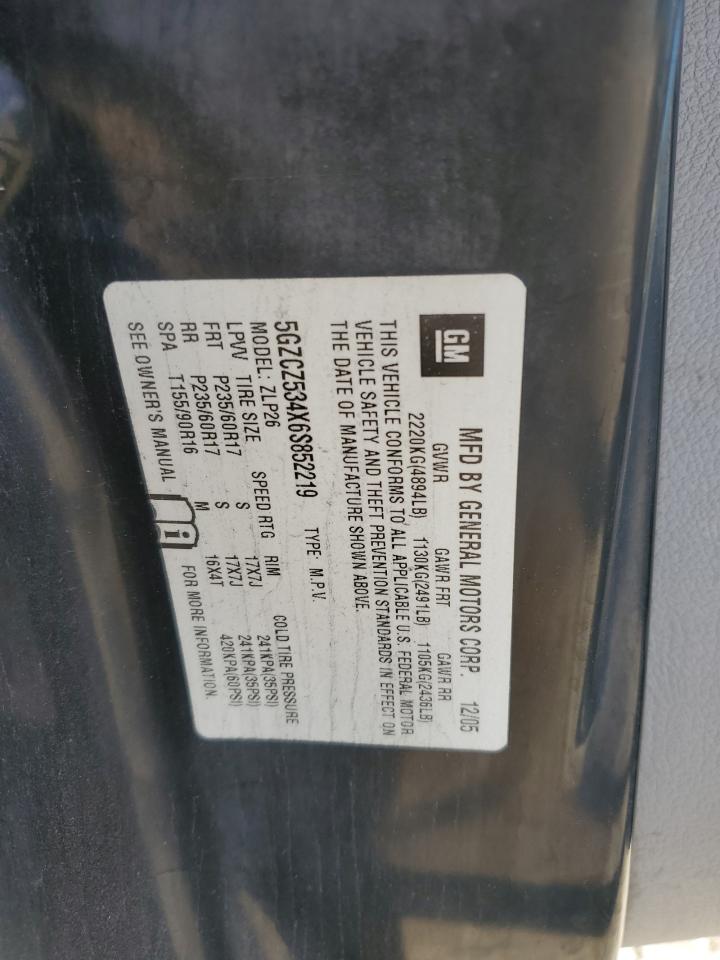 GM
MFD BY GENERAL MOTORS CORP. 12/05
GVWR GAWR FRT GAWR RR
2220KG(4894LB) 1130KG(2491LB) 1105KG(2436LB)
THIS VEHICLE CONFORMS TO ALL APPLICABLE U.S. FEDERAL MOTOR
VEHICLE SAFETY AND THEFT PREVENTION STANDARDS IN EFFECT ON
THE DATE OF MANUFACTURE SHOWN ABOVE.
5GZCZ534X6S852219 TYPE: M.P.V.
MODEL: ZLP26
LPW TIRE SIZE SPEED RTG RIM COLD TIRE PRESSURE
FRT P235/60R17 S 17X7J 241KPA(35PSI)
RR P235/60R17 S 17X7J 241KPA(35PSI)
SPA T155/90R16 M 16X4T 420KPA(60PSI)
SEE OWNER'S MANUAL i FOR MORE INFORMATION.